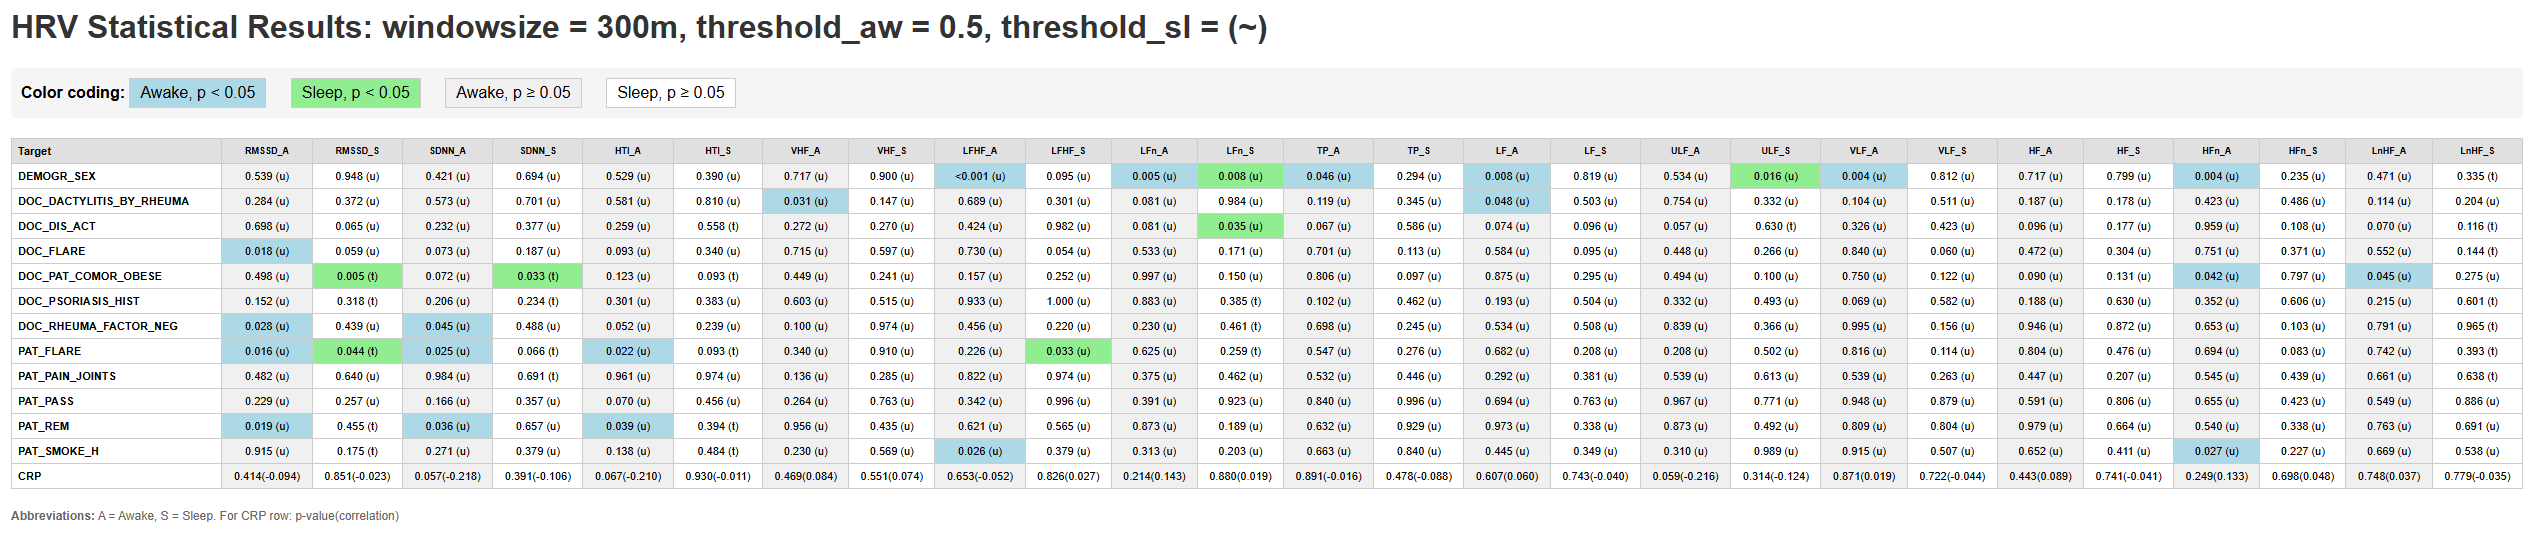 HRV Statistical Results: windowsize = 300m, threshold_aw = 0.5, threshold_sl = (~)
Color coding: Awake, p < 0.05 Sleep, p < 0.05 Awake, p ≥ 0.05 Sleep, p ≥ 0.05
Target RMSSD_A RMSSD_S SDNN_A SDNN_S HTI_A HTI_S VHF_A VHF_S LFHF_A LFHF_S LFn_A LFn_S TP_A TP_S LF_A LF_S ULF_A ULF_S VLF_A VLF_S HF_A HF_S HFn_A HFn_S LnHF_A LnHF_S
DEMOGR_SEX 0.539 (u) 0.948 (u) 0.421 (u) 0.694 (u) 0.529 (u) 0.390 (u) 0.717 (u) 0.900 (u) <0.001 (u) 0.095 (u) 0.005 (u) 0.008 (u) 0.046 (u) 0.294 (u) 0.008 (u) 0.819 (u) 0.534 (u) 0.016 (u) 0.004 (u) 0.812 (u) 0.717 (u) 0.799 (u) 0.004 (u) 0.235 (u) 0.471 (u) 0.335 (t)
DOC_DACTYLITIS_BY_RHEUMA 0.284 (u) 0.372 (u) 0.573 (u) 0.701 (u) 0.581 (u) 0.810 (u) 0.031 (u) 0.147 (u) 0.689 (u) 0.301 (u) 0.081 (u) 0.984 (u) 0.119 (u) 0.345 (u) 0.048 (u) 0.503 (u) 0.754 (u) 0.332 (u) 0.104 (u) 0.511 (u) 0.187 (u) 0.178 (u) 0.423 (u) 0.486 (u) 0.114 (u) 0.204 (u)
DOC_DIS_ACT 0.698 (u) 0.065 (u) 0.232 (u) 0.377 (u) 0.259 (u) 0.558 (t) 0.272 (u) 0.270 (u) 0.424 (u) 0.982 (u) 0.081 (u) 0.035 (u) 0.067 (u) 0.586 (u) 0.074 (u) 0.096 (u) 0.057 (u) 0.630 (t) 0.326 (u) 0.423 (u) 0.096 (u) 0.177 (u) 0.959 (u) 0.108 (u) 0.070 (u) 0.116 (t)
DOC_FLARE 0.018 (u) 0.059 (u) 0.073 (u) 0.187 (u) 0.093 (u) 0.340 (u) 0.715 (u) 0.597 (u) 0.730 (u) 0.054 (u) 0.533 (u) 0.171 (u) 0.701 (u) 0.113 (u) 0.584 (u) 0.095 (u) 0.448 (u) 0.266 (u) 0.840 (u) 0.060 (u) 0.472 (u) 0.304 (u) 0.751 (u) 0.371 (u) 0.552 (u) 0.144 (t)
DOC_PAT_COMOR_OBESE 0.498 (u) 0.005 (t) 0.072 (u) 0.033 (t) 0.123 (u) 0.093 (t) 0.449 (u) 0.241 (u) 0.157 (u) 0.252 (u) 0.997 (u) 0.150 (u) 0.806 (u) 0.097 (u) 0.875 (u) 0.295 (u) 0.494 (u) 0.100 (u) 0.750 (u) 0.122 (u) 0.090 (u) 0.131 (u) 0.042 (u) 0.797 (u) 0.045 (u) 0.275 (u)
DOC_PSORIASIS_HIST 0.152 (u) 0.318 (t) 0.206 (u) 0.234 (t) 0.301 (u) 0.383 (u) 0.603 (u) 0.515 (u) 0.933 (u) 1.000 (u) 0.883 (u) 0.385 (t) 0.102 (u) 0.462 (u) 0.193 (u) 0.504 (u) 0.332 (u) 0.493 (u) 0.069 (u) 0.582 (u) 0.188 (u) 0.630 (u) 0.352 (u) 0.606 (u) 0.215 (u) 0.601 (t)
DOC_RHEUMA_FACTOR_NEG 0.028 (u) 0.439 (u) 0.045 (u) 0.488 (u) 0.052 (u) 0.239 (u) 0.100 (u) 0.974 (u) 0.456 (u) 0.220 (u) 0.230 (u) 0.461 (t) 0.698 (u) 0.245 (u) 0.534 (u) 0.508 (u) 0.839 (u) 0.366 (u) 0.995 (u) 0.156 (u) 0.946 (u) 0.872 (u) 0.653 (u) 0.103 (u) 0.791 (u) 0.965 (t)
PAT_FLARE 0.016 (u) 0.044 (t) 0.025 (u) 0.066 (t) 0.022 (u) 0.093 (t) 0.340 (u) 0.910 (u) 0.226 (u) 0.033 (u) 0.625 (u) 0.259 (t) 0.547 (u) 0.276 (u) 0.682 (u) 0.208 (u) 0.208 (u) 0.502 (u) 0.816 (u) 0.114 (u) 0.804 (u) 0.476 (u) 0.694 (u) 0.083 (u) 0.742 (u) 0.393 (t)
PAT_PAIN_JOINTS 0.482 (u) 0.640 (u) 0.984 (u) 0.691 (t) 0.961 (u) 0.974 (u) 0.136 (u) 0.285 (u) 0.822 (u) 0.974 (u) 0.375 (u) 0.462 (u) 0.532 (u) 0.446 (u) 0.292 (u) 0.381 (u) 0.539 (u) 0.613 (u) 0.539 (u) 0.263 (u) 0.447 (u) 0.207 (u) 0.545 (u) 0.439 (u) 0.661 (u) 0.638 (t)
PAT_PASS 0.229 (u) 0.257 (u) 0.166 (u) 0.357 (u) 0.070 (u) 0.456 (u) 0.264 (u) 0.763 (u) 0.342 (u) 0.996 (u) 0.391 (u) 0.923 (u) 0.840 (u) 0.996 (u) 0.694 (u) 0.763 (u) 0.967 (u) 0.771 (u) 0.948 (u) 0.879 (u) 0.591 (u) 0.806 (u) 0.655 (u) 0.423 (u) 0.549 (u) 0.886 (u)
PAT_REM 0.019 (u) 0.455 (t) 0.036 (u) 0.657 (u) 0.039 (u) 0.394 (t) 0.956 (u) 0.435 (u) 0.621 (u) 0.565 (u) 0.873 (u) 0.189 (u) 0.632 (u) 0.929 (u) 0.973 (u) 0.338 (u) 0.873 (u) 0.492 (u) 0.809 (u) 0.804 (u) 0.979 (u) 0.664 (u) 0.540 (u) 0.338 (u) 0.763 (u) 0.691 (u)
PAT_SMOKE_H 0.915 (u) 0.175 (t) 0.271 (u) 0.379 (u) 0.138 (u) 0.484 (t) 0.230 (u) 0.569 (u) 0.026 (u) 0.379 (u) 0.313 (u) 0.203 (u) 0.663 (u) 0.840 (u) 0.445 (u) 0.349 (u) 0.310 (u) 0.989 (u) 0.915 (u) 0.507 (u) 0.652 (u) 0.411 (u) 0.027 (u) 0.227 (u) 0.669 (u) 0.538 (u)
CRP 0.414(-0.094) 0.851(-0.023) 0.057(-0.218) 0.391(-0.106) 0.067(-0.210) 0.930(-0.011) 0.469(0.084) 0.551(0.074) 0.653(-0.052) 0.826(0.027) 0.214(0.143) 0.880(0.019) 0.891(-0.016) 0.478(-0.088) 0.607(0.060) 0.743(-0.040) 0.059(-0.216) 0.314(-0.124) 0.871(0.019) 0.722(-0.044) 0.443(0.089) 0.741(-0.041) 0.249(0.133) 0.698(0.048) 0.748(0.037) 0.779(-0.035)
Abbreviations: A = Awake, S = Sleep. For CRP row: p-value(correlation)